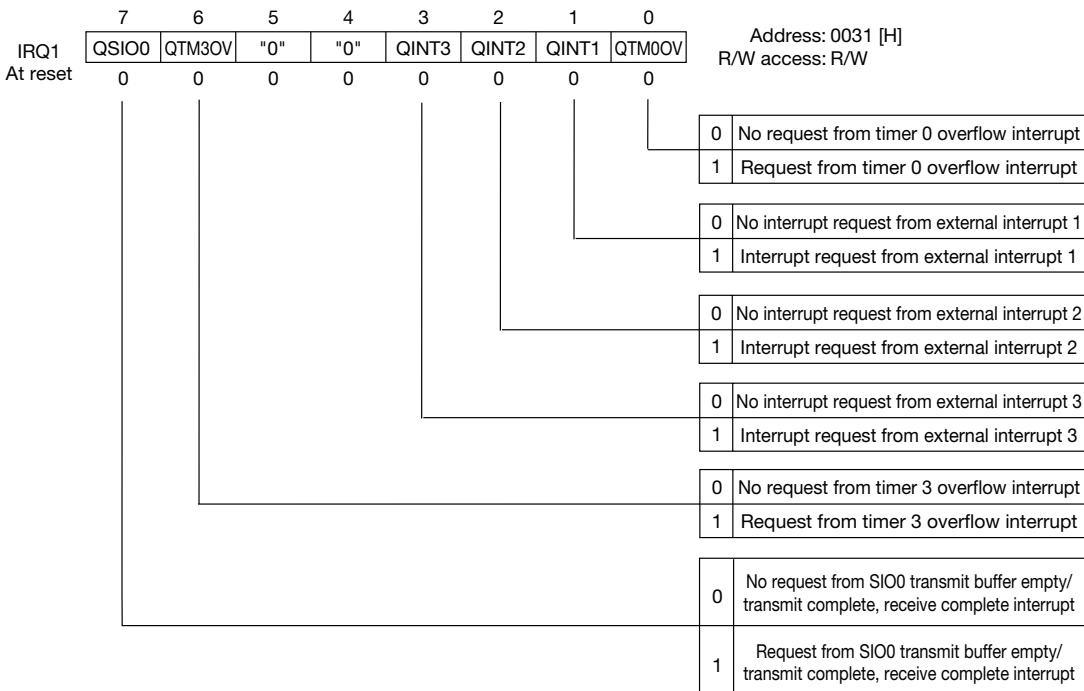 7 6 5 4 3 2 1 0
IRQ1 QSIO0 QTM3OV "0" "0" QINT3 QINT2 QINT1 QTM0OV
At reset 0 0 0 0 0 0 0 0
Address: 0031 [H]
R/W access: R/W
0 No request from timer 0 overflow interrupt
1 Request from timer 0 overflow interrupt
0 No interrupt request from external interrupt 1
1 Interrupt request from external interrupt 1
0 No interrupt request from external interrupt 2
1 Interrupt request from external interrupt 2
0 No interrupt request from external interrupt 3
1 Interrupt request from external interrupt 3
0 No request from timer 3 overflow interrupt
1 Request from timer 3 overflow interrupt
0 No request from SIO0 transmit buffer empty/
transmit complete, receive complete interrupt
1 Request from SIO0 transmit buffer empty/
transmit complete, receive complete interrupt